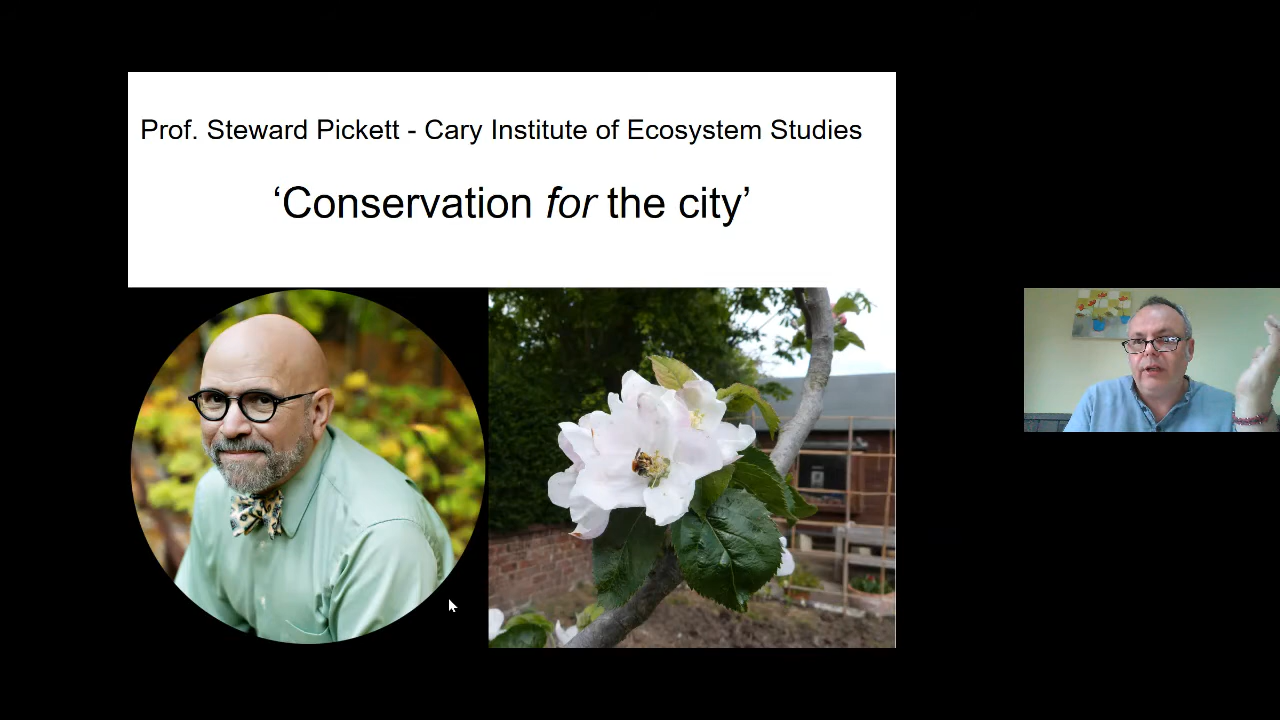 Prof. Steward Pickett - Cary Institute of Ecosystem Studies
‘Conservation for the city’